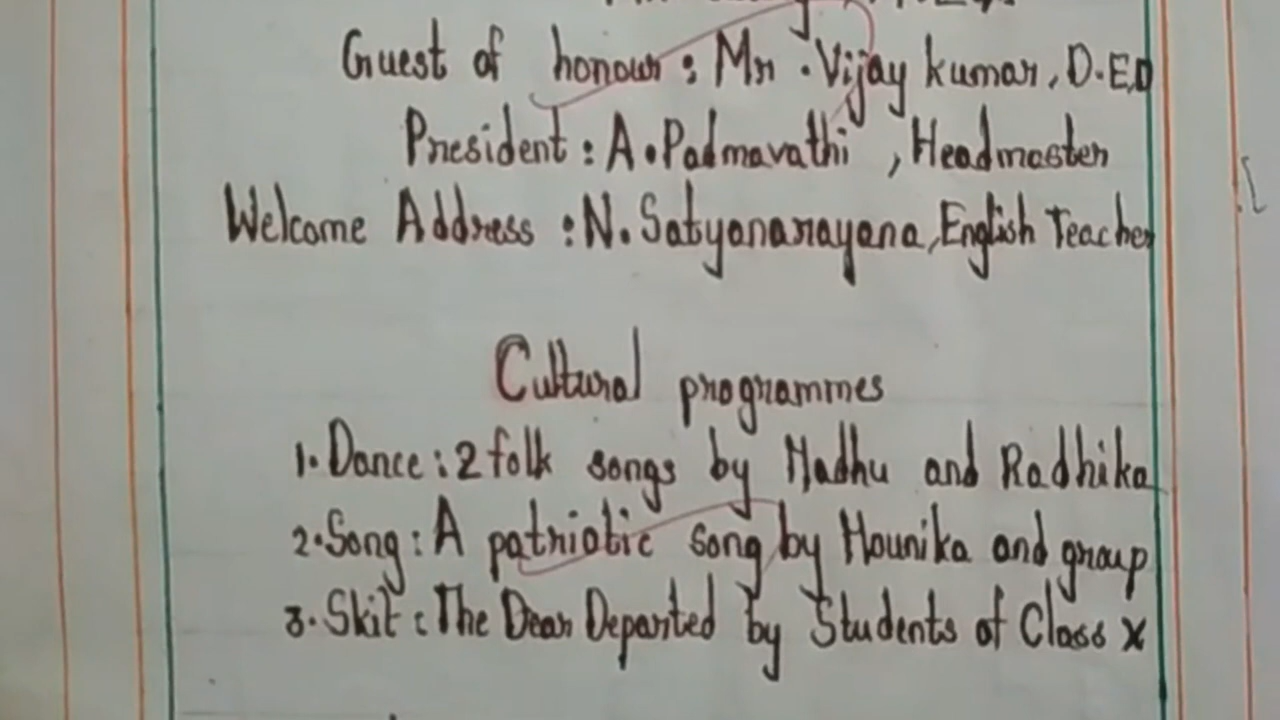 Guest of honour : Mr . Vijay kumar, D.E.D
President : A. Padmavathi , Headmaster
Welcome Address : N. Satyanarayana, English Teacher
Cultural programmes
1. Dance : 2 folk songs by Madhu and Radhika
2. Song : A patriotic song by Mounika and group
3. Skit : The Dear Departed by Students of Class X